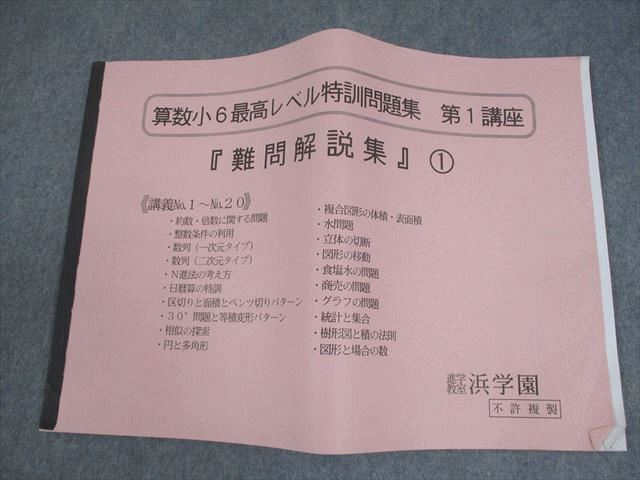 算数小6最高レベル特訓問題集 第1講座
『難問解説集』①
《講義No.1～No.20》
・約数・倍数に関する問題
・整数条件の利用
・数列（一次元タイプ）
・数列（二次元タイプ）
・N進法の考え方
・日暦算の特訓
・区切りと面積とベンツ切りパターン
・30°問題と等積変形パターン
・相似の探索
・円と多角形
・複合図形の体積・表面積
・水問題
・立体の切断
・図形の移動
・食塩水の問題
・商売の問題
・グラフの問題
・統計と集合
・樹形図と積の法則
・図形と場合の数
進学教室 浜学園
不許複製